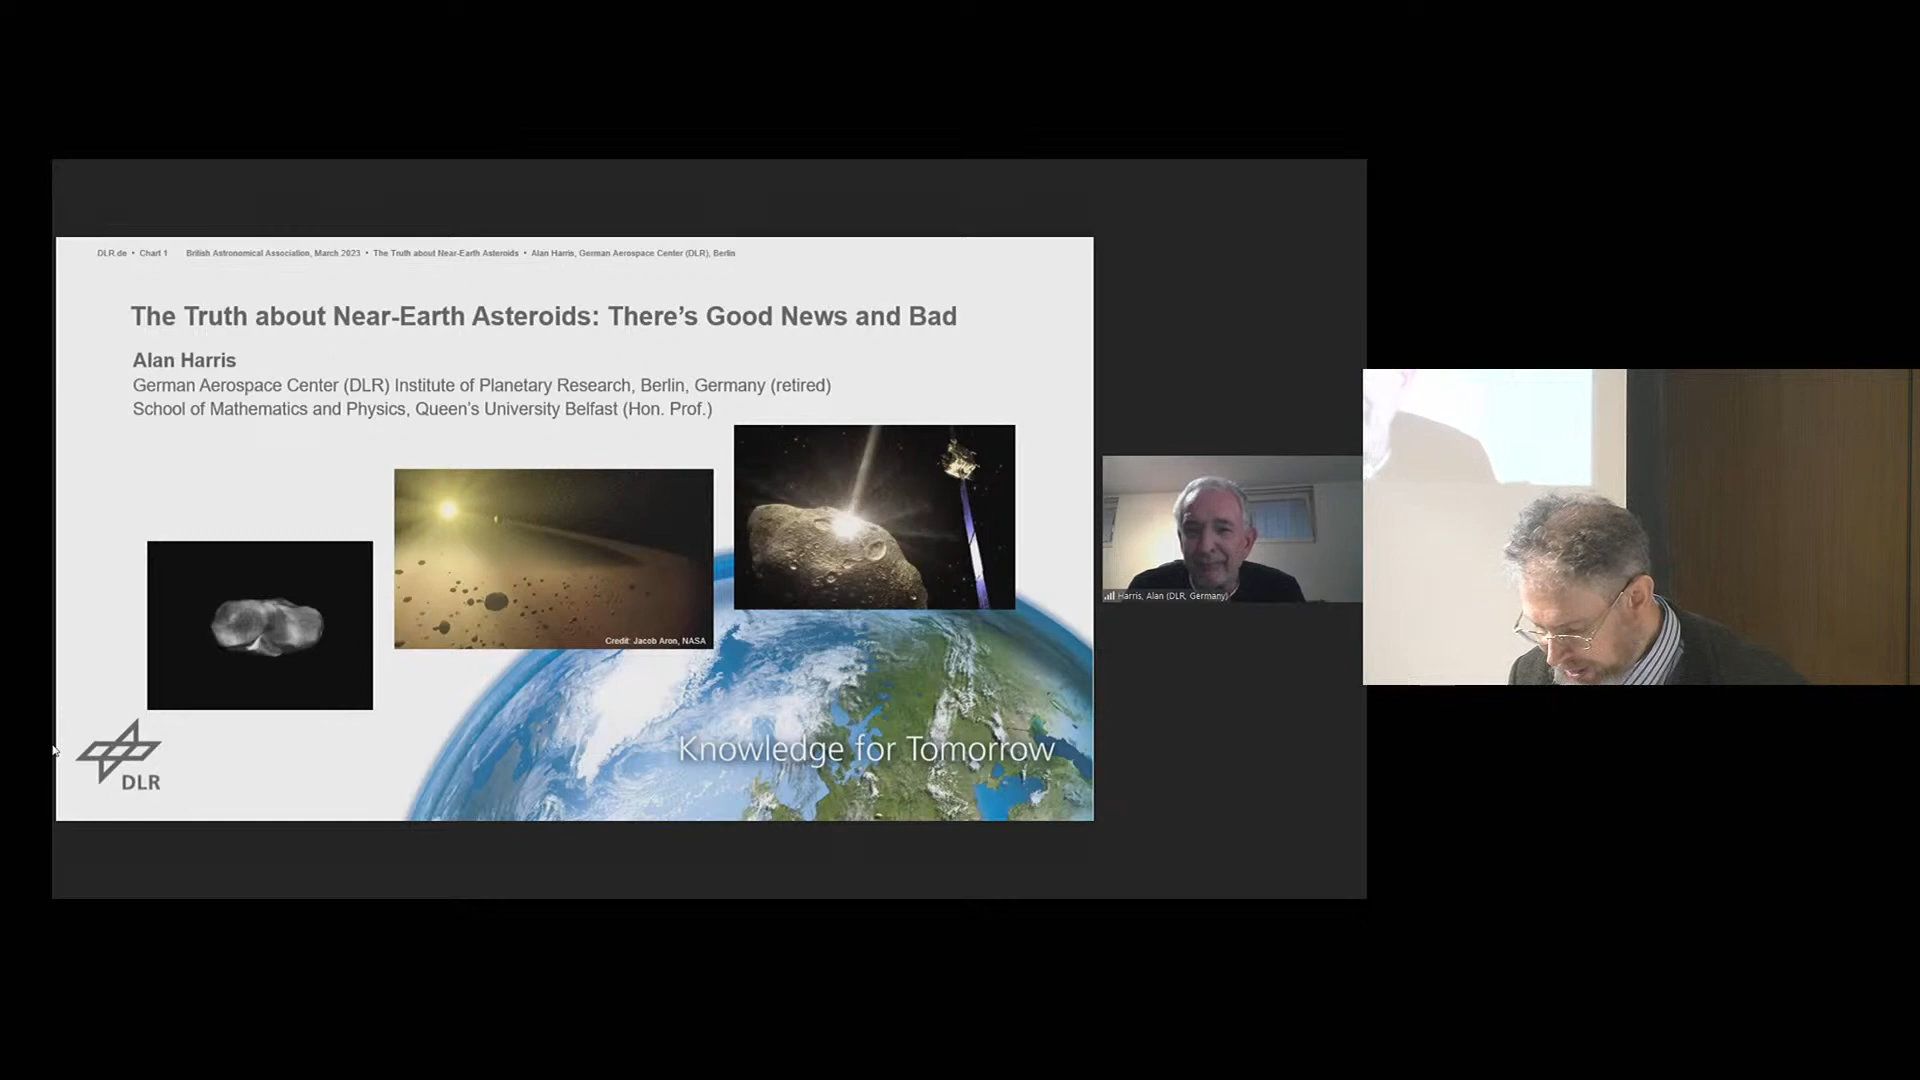 DLR.de • Chart 1 British Astronomical Association, March 2023 • The Truth about Near-Earth Asteroids • Alan Harris, German Aerospace Center (DLR), Berlin
The Truth about Near-Earth Asteroids: There's Good News and Bad
Alan Harris
German Aerospace Center (DLR) Institute of Planetary Research, Berlin, Germany (retired)
School of Mathematics and Physics, Queen's University Belfast (Hon. Prof.)
Credit: Jacob Aron, NASA
Harris, Alan (DLR, Germany)
Knowledge for Tomorrow
DLR